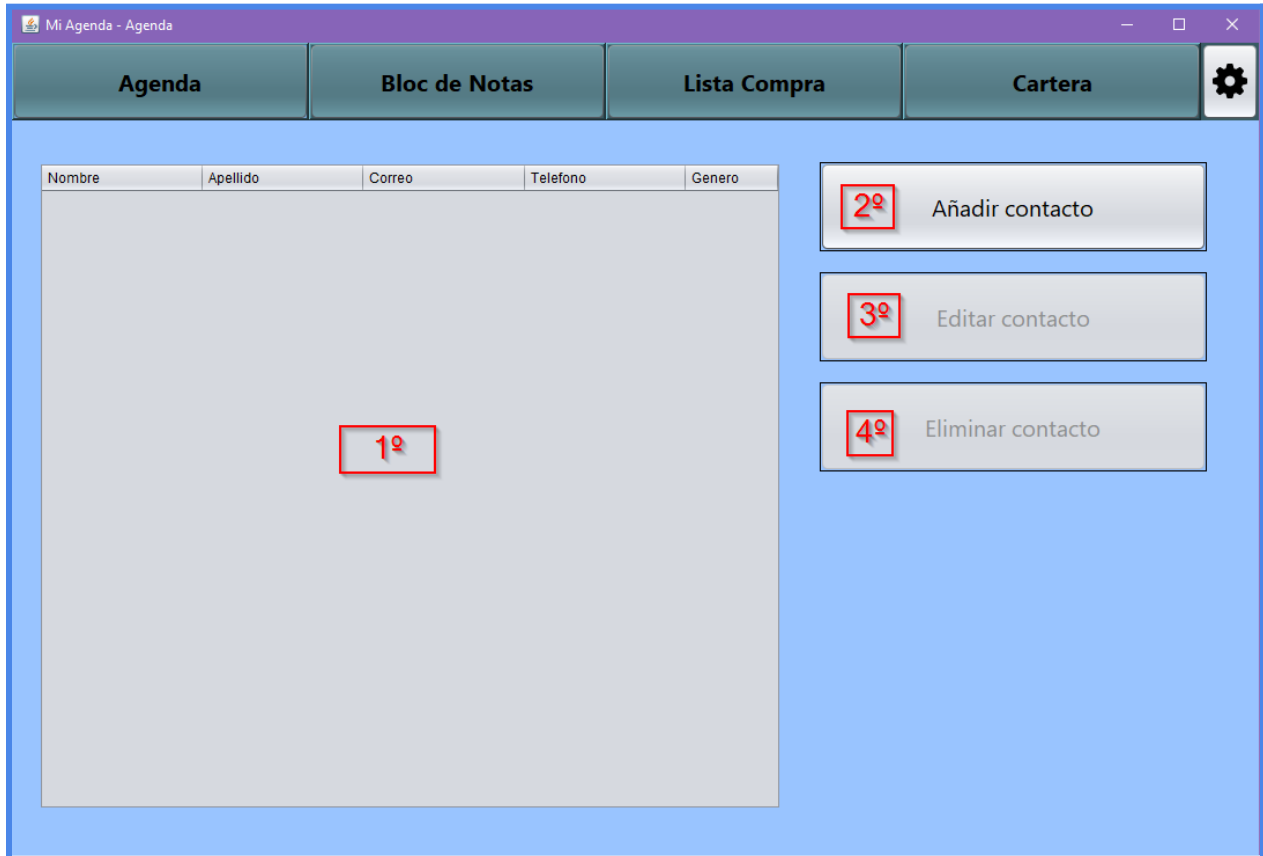 Mi Agenda - Agenda
Agenda Bloc de Notas Lista Compra Cartera
Nombre Apellido Correo Telefono Genero
2º Añadir contacto
3º Editar contacto
1º
4º Eliminar contacto